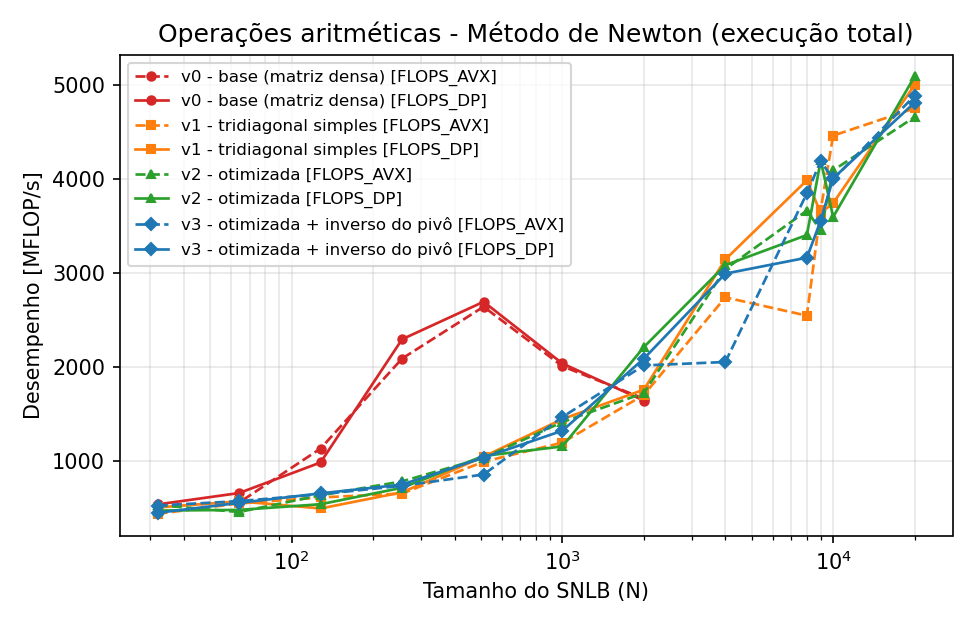 Operações aritméticas - Método de Newton (execução total)
v0 - base (matriz densa) [FLOPS_AVX]
v0 - base (matriz densa) [FLOPS_DP]
v1 - tridiagonal simples [FLOPS_AVX]
v1 - tridiagonal simples [FLOPS_DP]
v2 - otimizada [FLOPS_AVX]
v2 - otimizada [FLOPS_DP]
v3 - otimizada + inverso do pivô [FLOPS_AVX]
v3 - otimizada + inverso do pivô [FLOPS_DP]
Desempenho [MFLOP/s]
5000
4000
3000
2000
1000
10² 10³ 10⁴
Tamanho do SNLB (N)